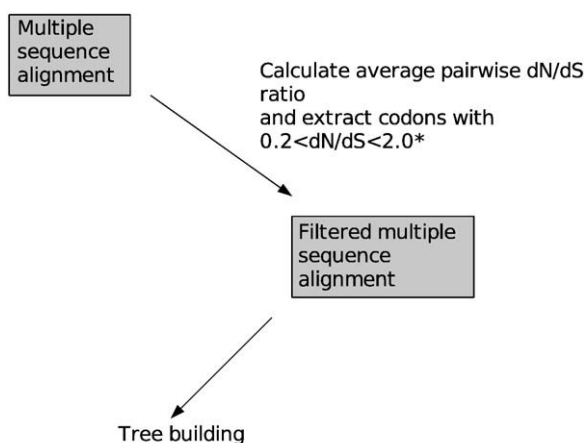 Multiple
sequence
alignment
Calculate average pairwise dN/dS
ratio
and extract codons with
0.2<dN/dS<2.0*
Filtered multiple
sequence
alignment
Tree building